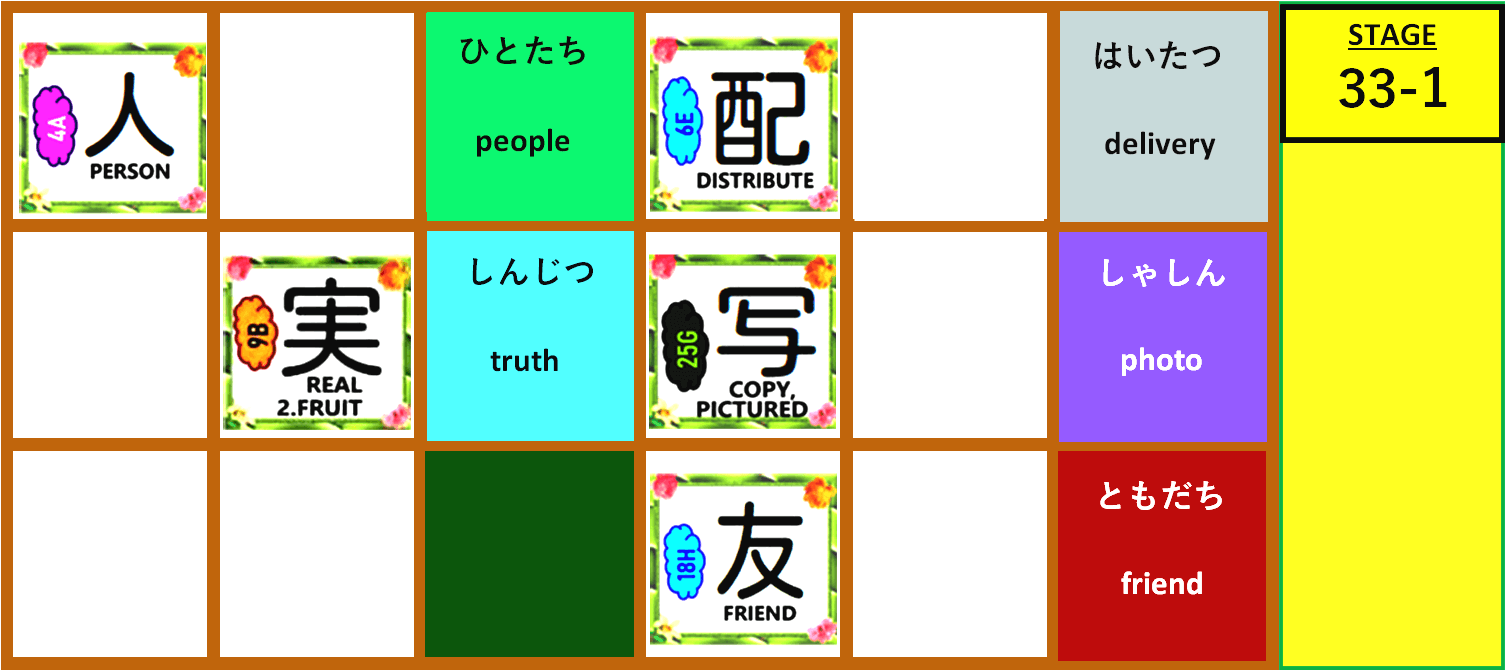 4A
人
PERSON
ひとたち
people
6E
配
DISTRIBUTE
はいたつ
delivery
STAGE
33-1
9B
実
REAL
2.FRUIT
しんじつ
truth
25G
写
COPY,
PICTURED
しゃしん
photo
18H
友
FRIEND
ともだち
friend